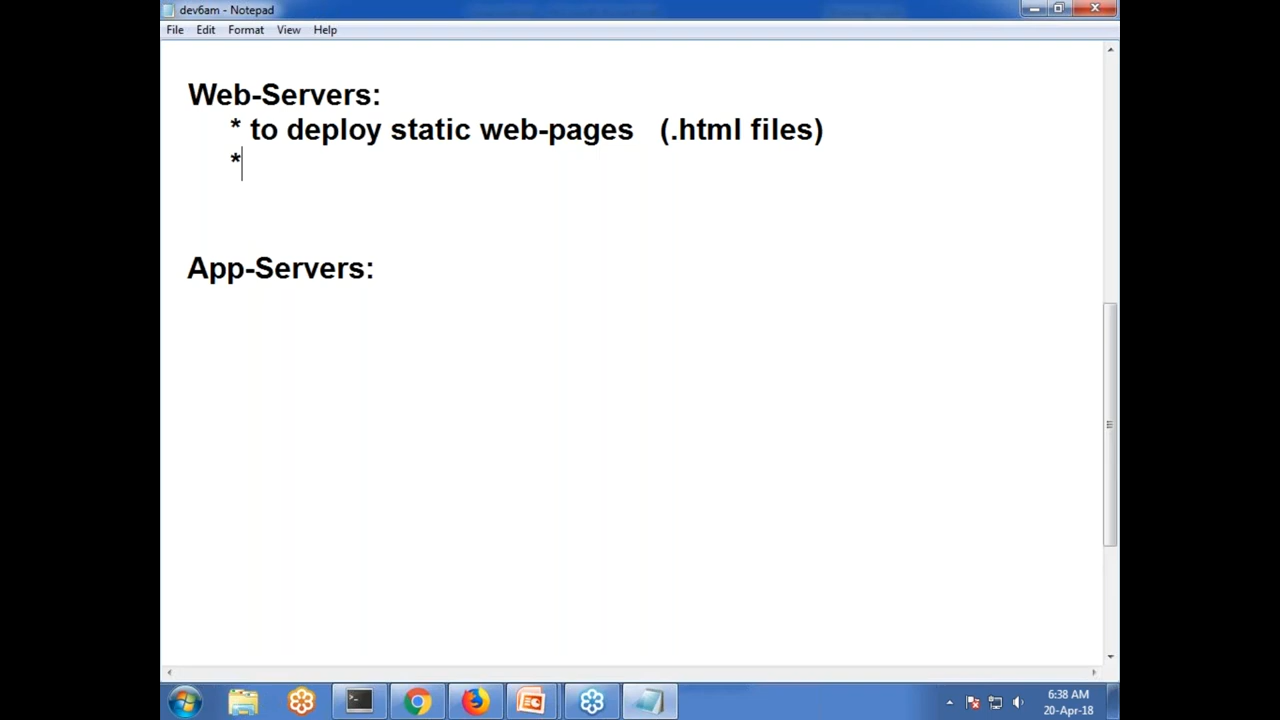 dev6am - Notepad
File Edit Format View Help
Web-Servers:
* to deploy static web-pages (.html files)
*
App-Servers:
6:38 AM
20-Apr-18